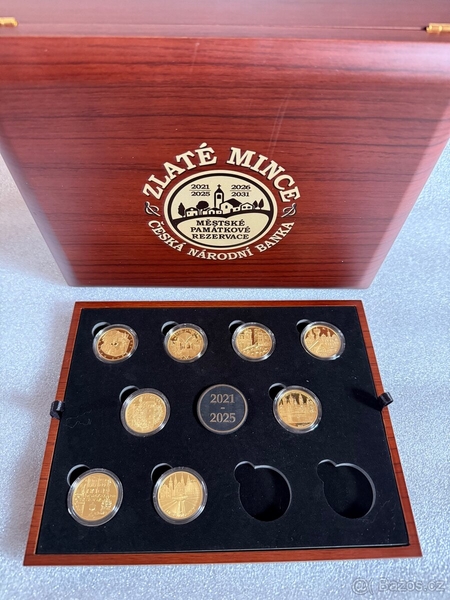 ZLATÉ MINCE
2021 2026
2025 2031
MĚSTSKÉ
PAMÁTKOVÉ
REZERVACE
ČESKÁ NÁRODNÍ BANKA
2021
-
2025
Bazos.cz